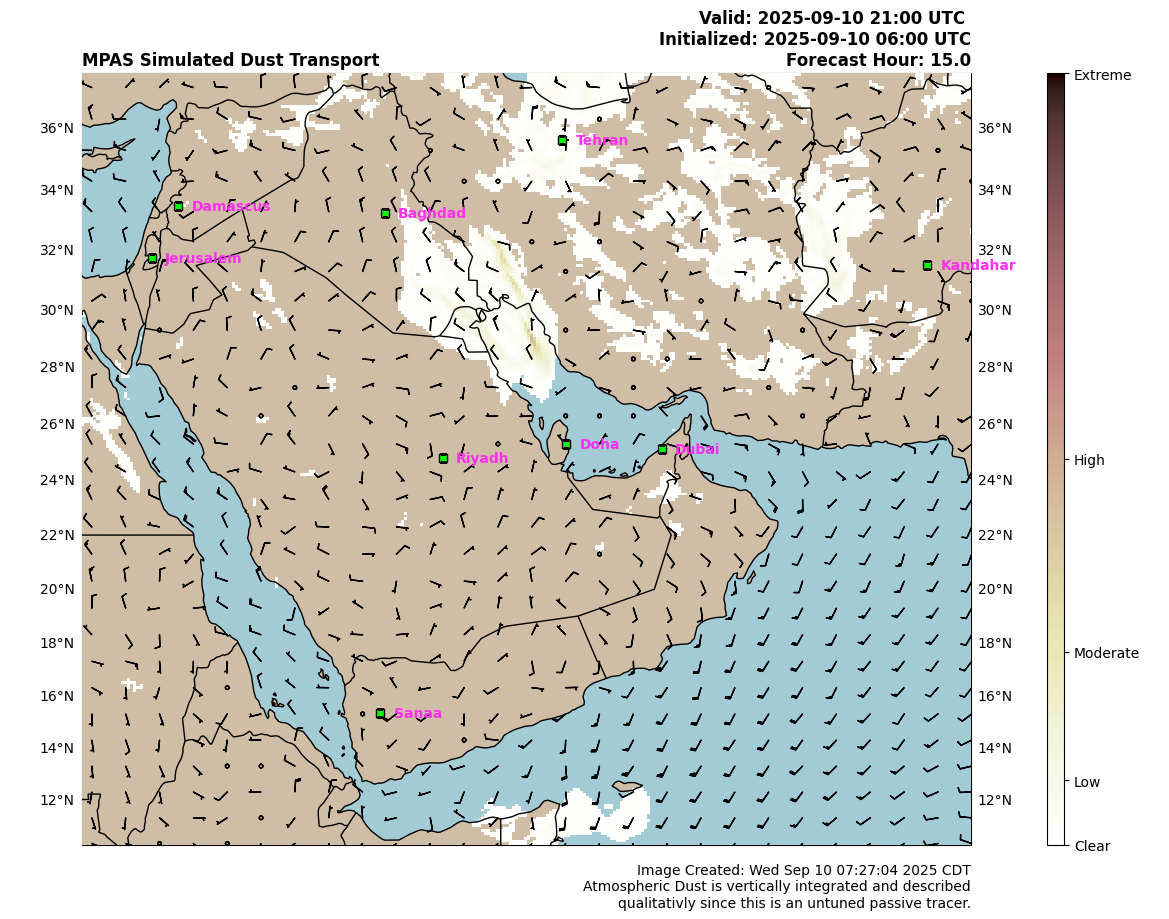 Valid: 2025-09-10 21:00 UTC
Initialized: 2025-09-10 06:00 UTC
MPAS Simulated Dust Transport Forecast Hour: 15.0
Extreme
36°N Tehran 36°N
34°N Damascus Baghdad 34°N
32°N Jerusalem 32°N
Kandahar
30°N 30°N
28°N 28°N
26°N 26°N
Doha Dubai
Riyadh High
24°N 24°N
22°N 22°N
20°N 20°N
18°N 18°N
Moderate
16°N 16°N
Sanaa
14°N 14°N
Low
12°N 12°N
Clear
Image Created: Wed Sep 10 07:27:04 2025 CDT
Atmospheric Dust is vertically integrated and described
qualitativly since this is an untuned passive tracer.